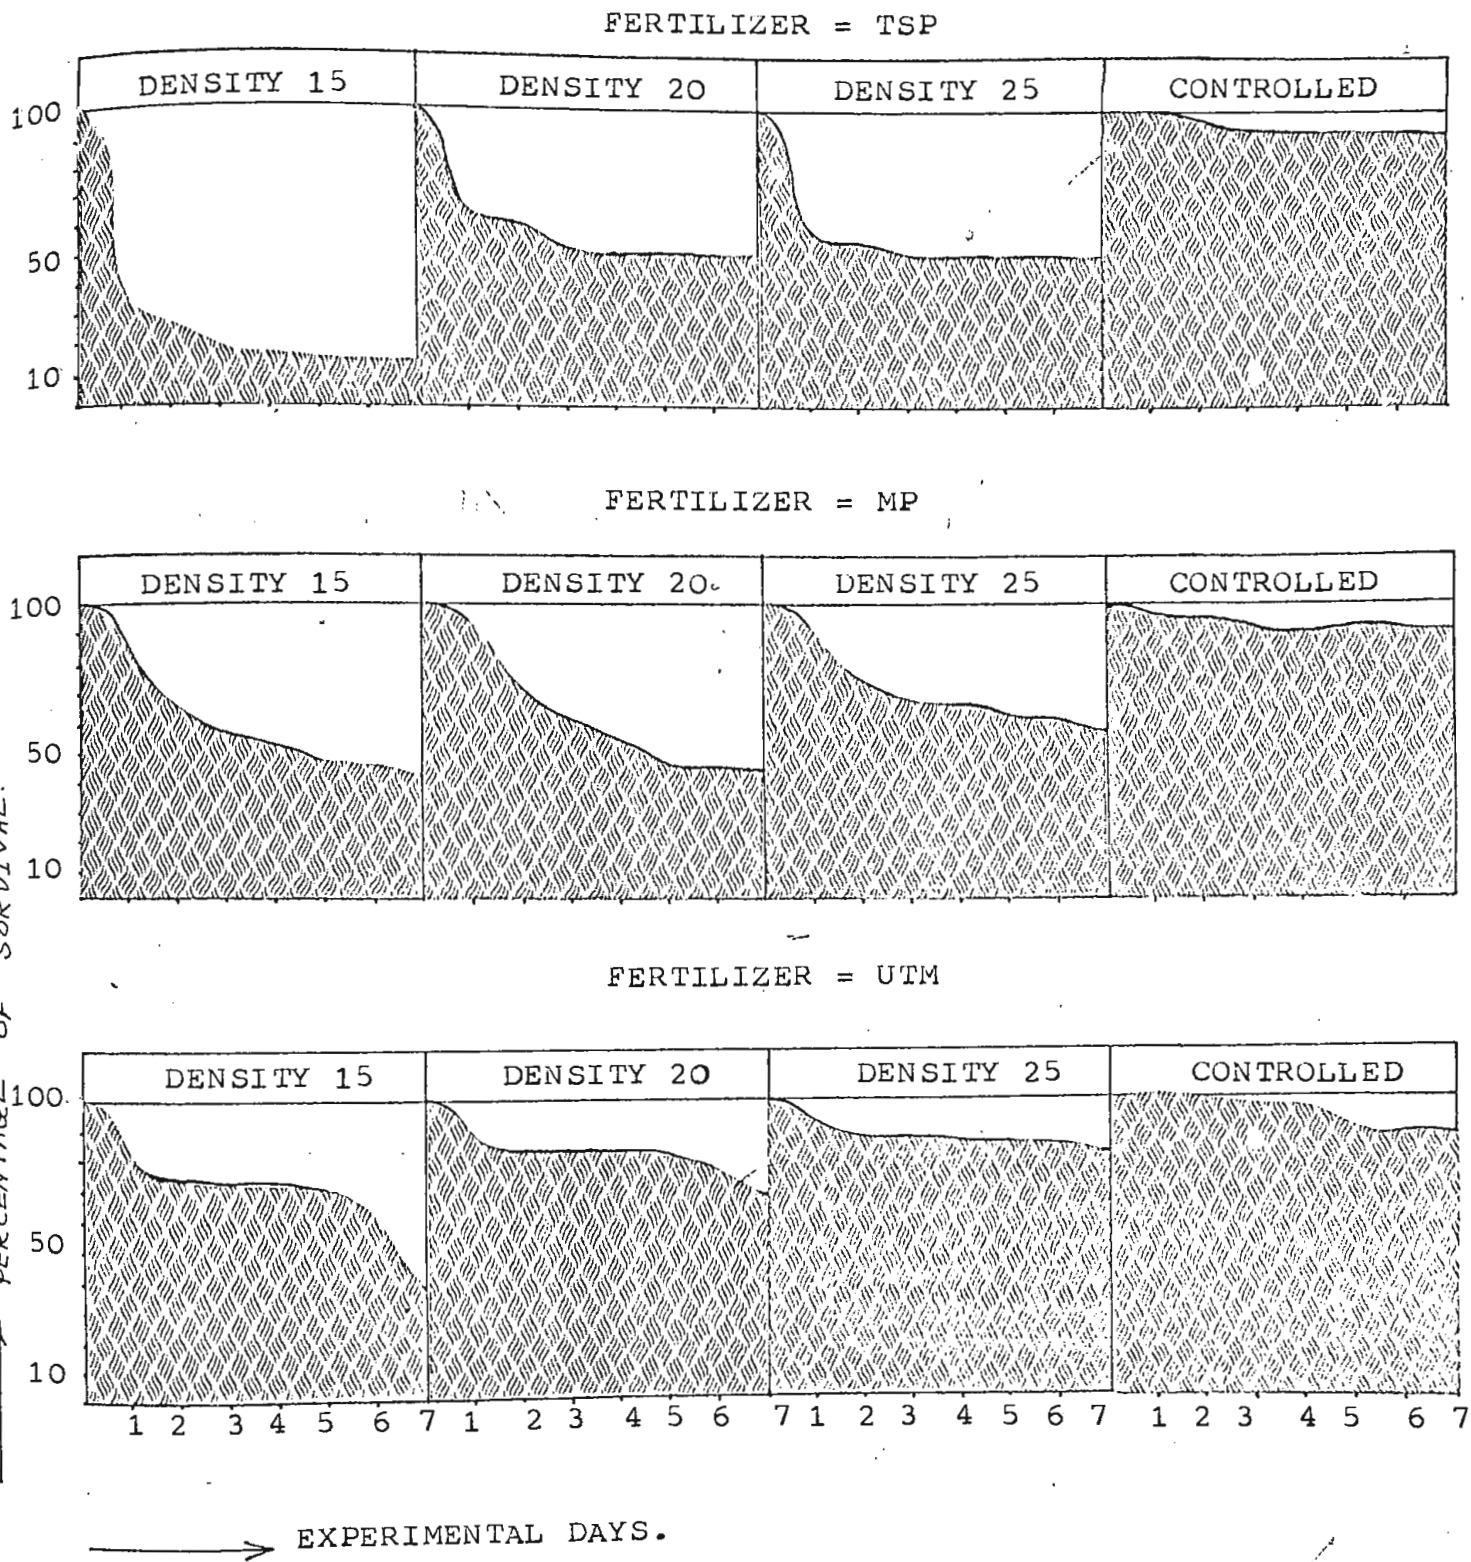 FERTILIZER = TSP
DENSITY 15 DENSITY 20 DENSITY 25 CONTROLLED
100
50
10
FERTILIZER = MP
DENSITY 15 DENSITY 20 DENSITY 25 CONTROLLED
100
50
10
FERTILIZER = UTM
DENSITY 15 DENSITY 20 DENSITY 25 CONTROLLED
100
50
10
1 2 3 4 5 6 7 1 2 3 4 5 6 7 1 2 3 4 5 6 7 1 2 3 4 5 6 7
EXPERIMENTAL DAYS.
PERCENTAGE OF SURVIVAL.